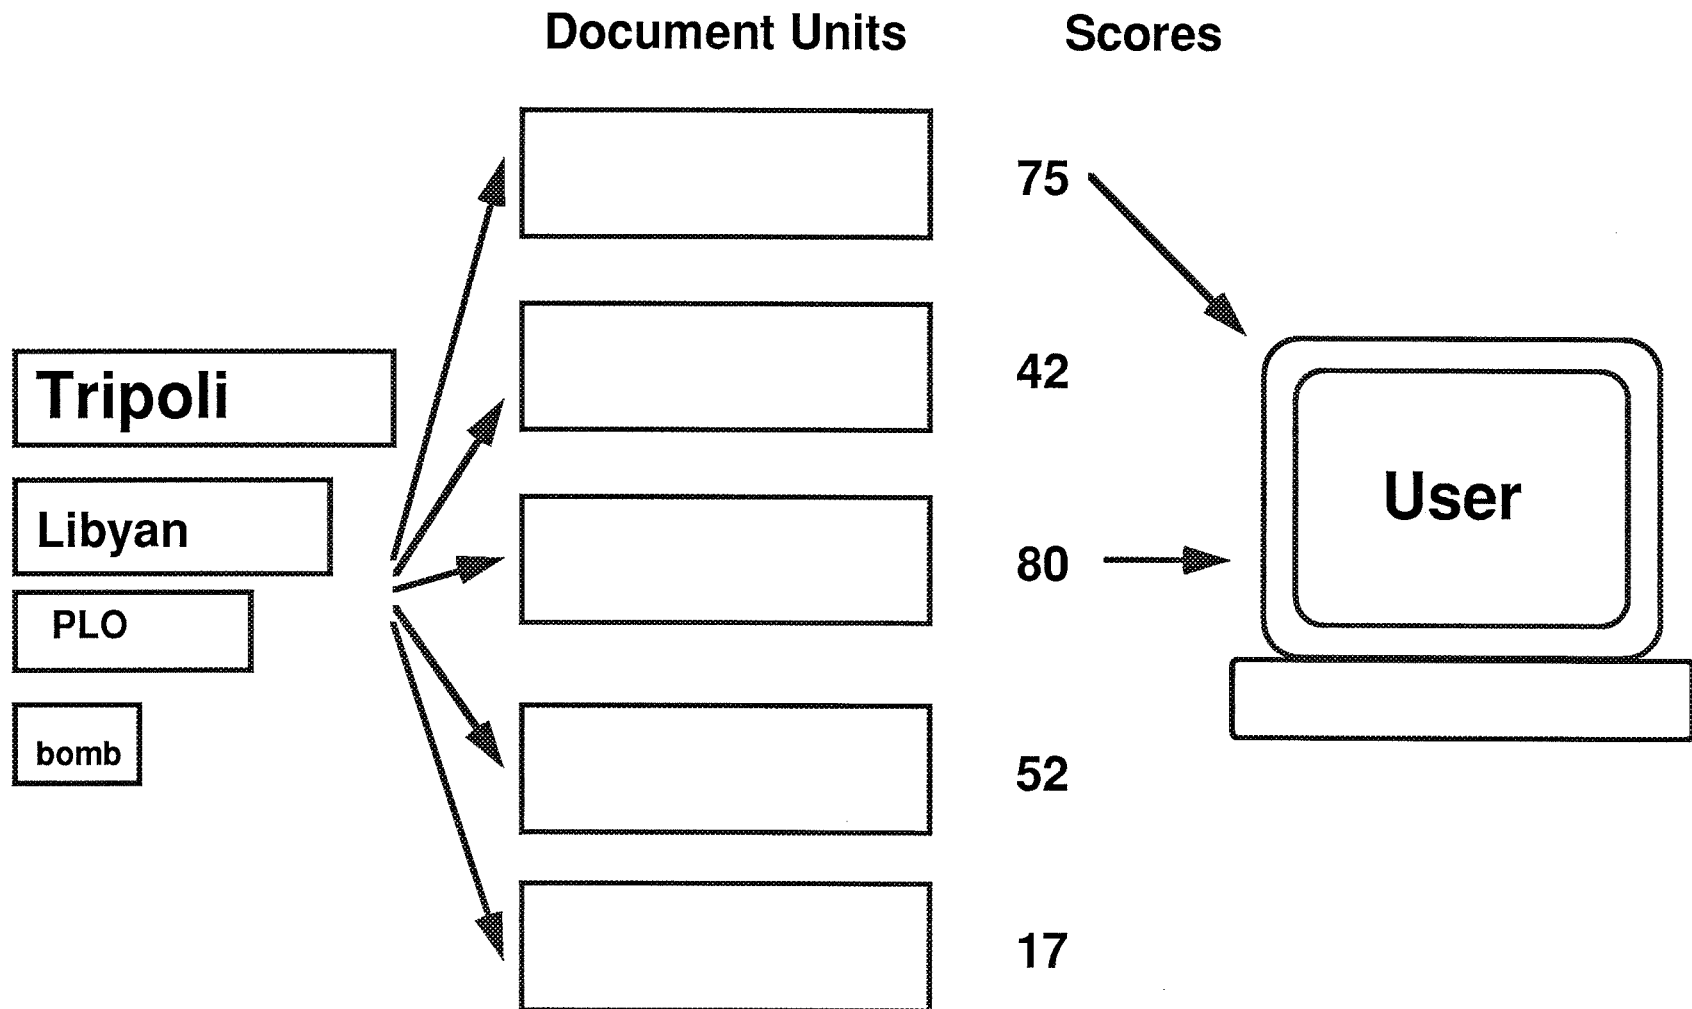 Document Units
Scores
75
42
Tripoli
Libyan
PLO
bomb
80
User
52
17